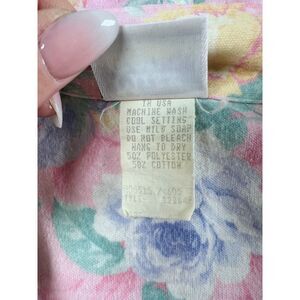 IN USA
MACHINE WASH
COOL SETTING
USE MILD SOAP
DO NOT BLEACH
HANG TO DRY
50% POLYESTER
50% COTTON